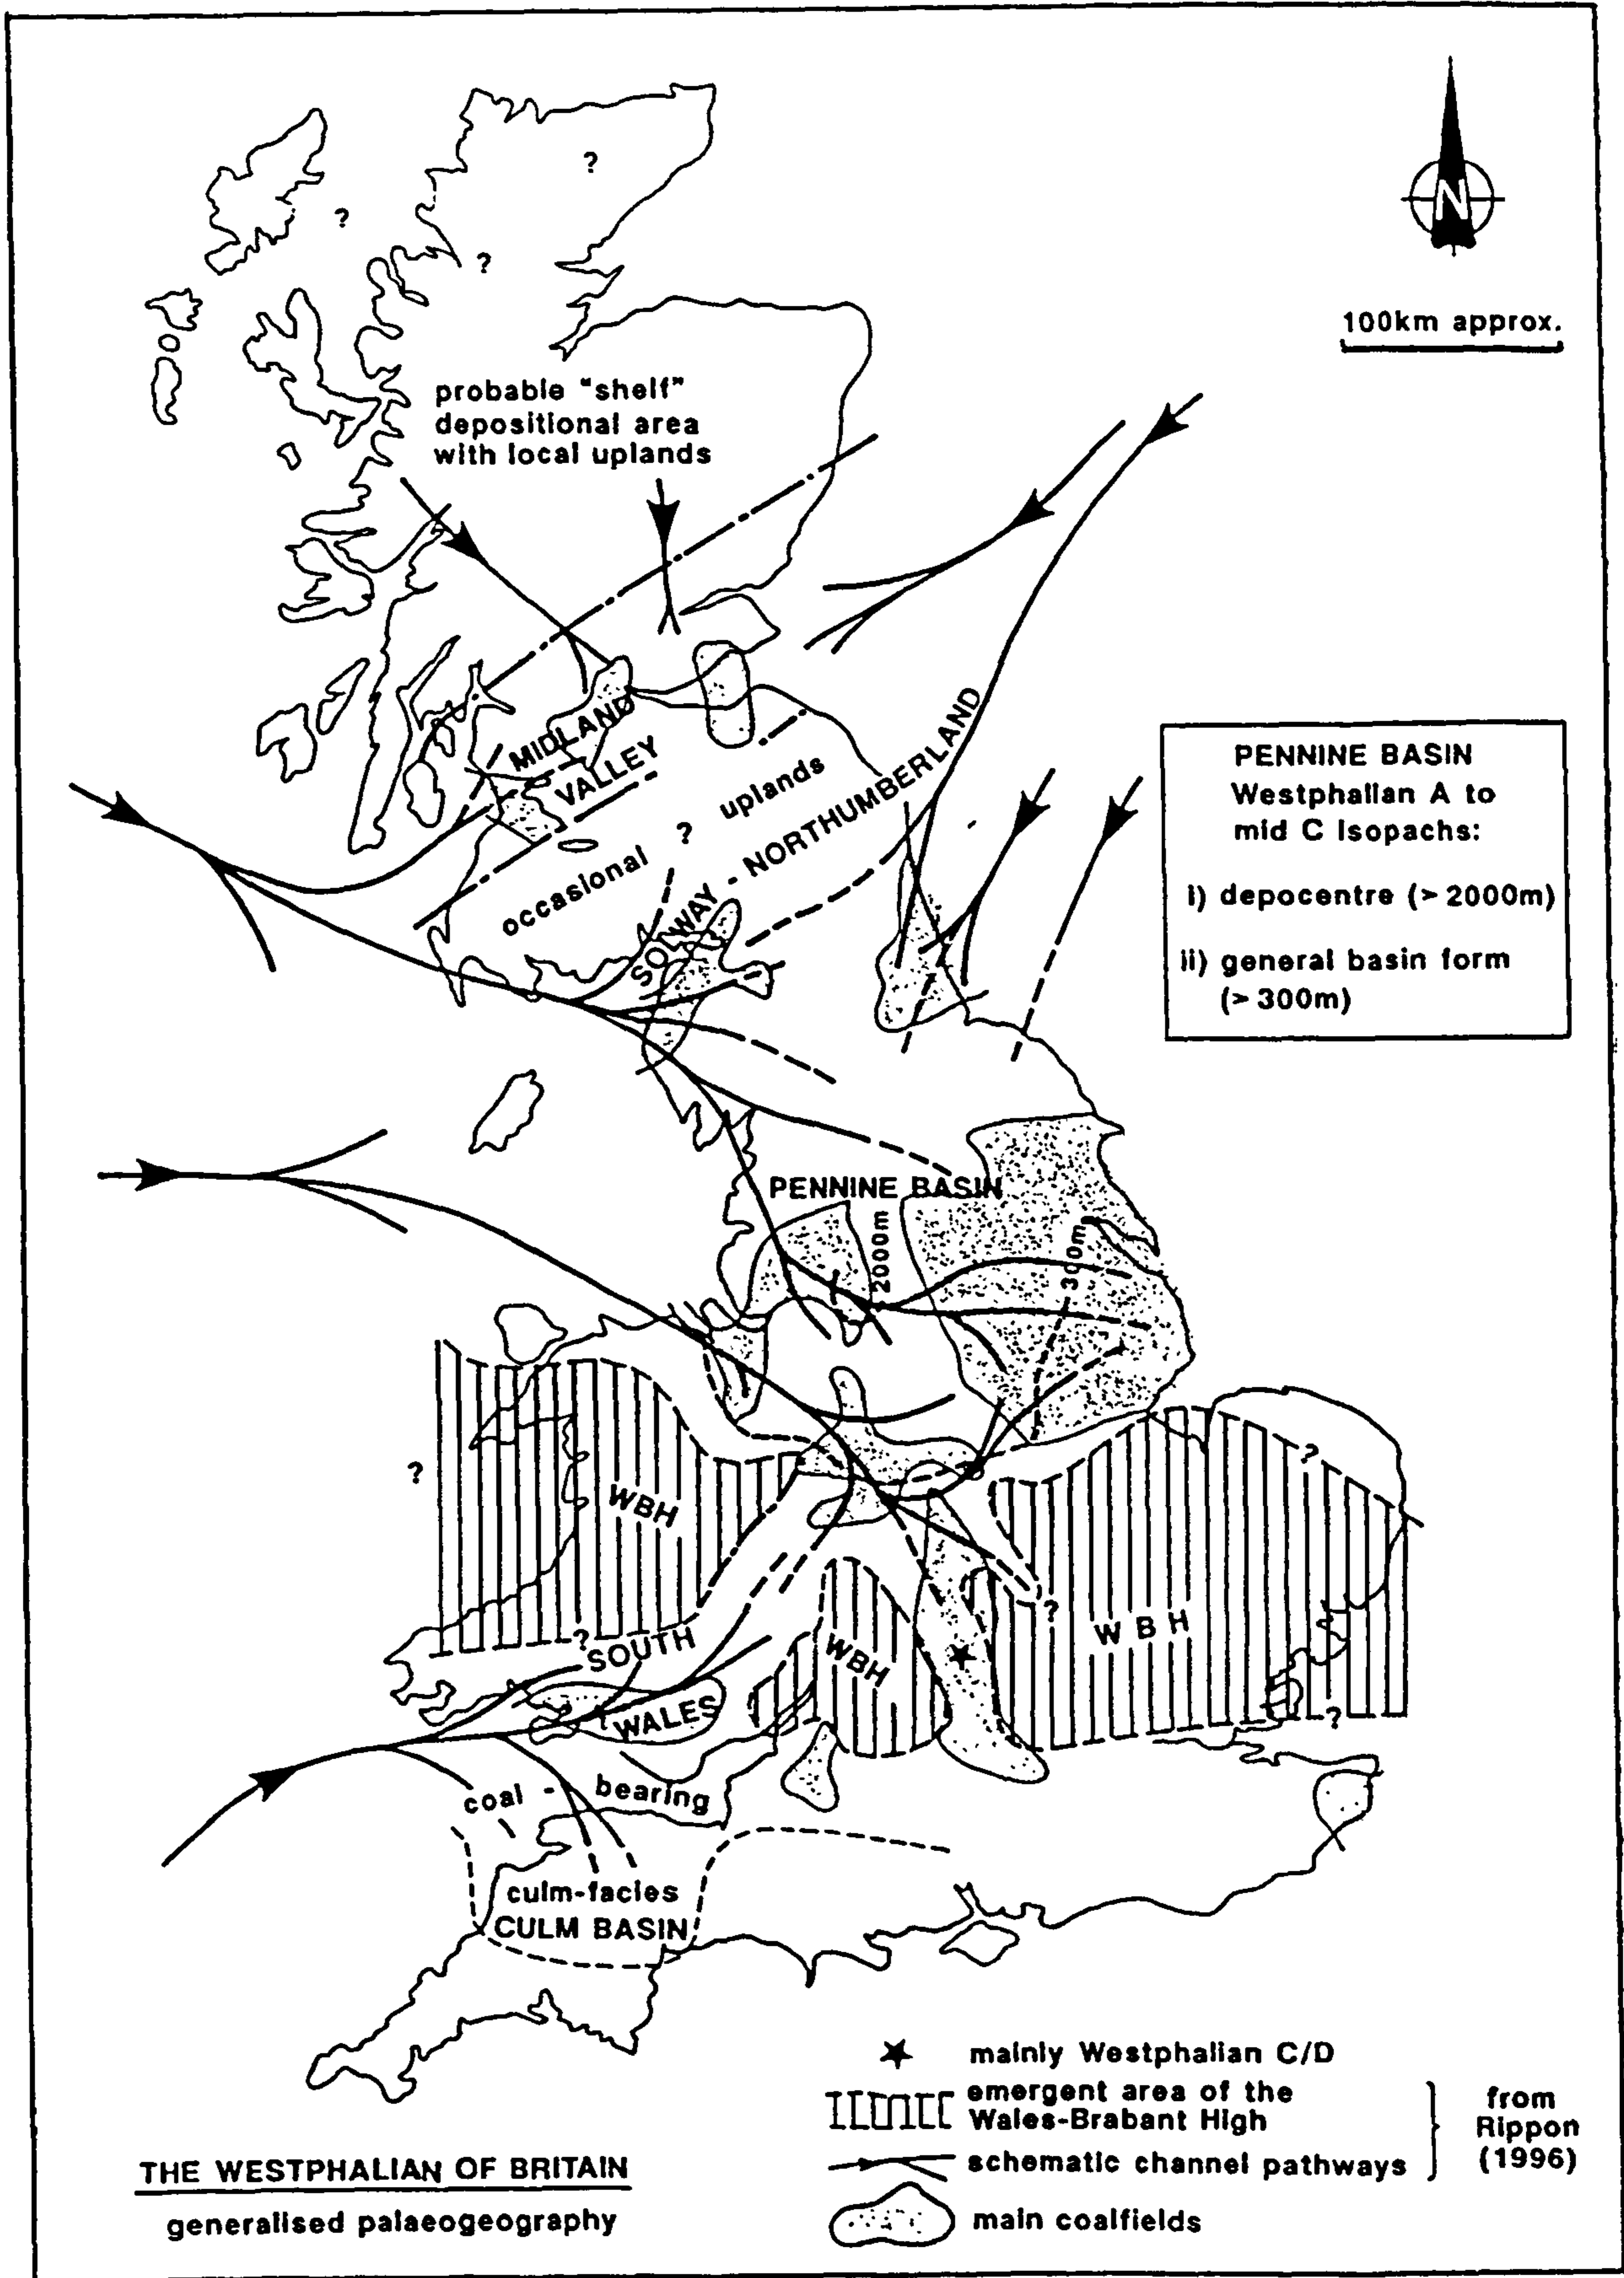 ?
?
?
N
100km approx.
probable "shelf"
depositional area
with local uplands
MIDLAND
VALLEY
occasional ? uplands
SOLWAY - NORTHUMBERLAND
PENNINE BASIN
Westphalian A to
mid C Isopachs:
i) depocentre (> 2000m)
ii) general basin form
(> 300m)
PENNINE BASIN
2000m
300m
?
?
WBH
?
?
WBH
W B H
?
SOUTH
WALES
coal - bearing
culm-facies
CULM BASIN
mainly Westphalian C/D
emergent area of the
Wales-Brabant High
schematic channel pathways
main coalfields
from
Rippon
(1996)
THE WESTPHALIAN OF BRITAIN
generalised palaeogeography